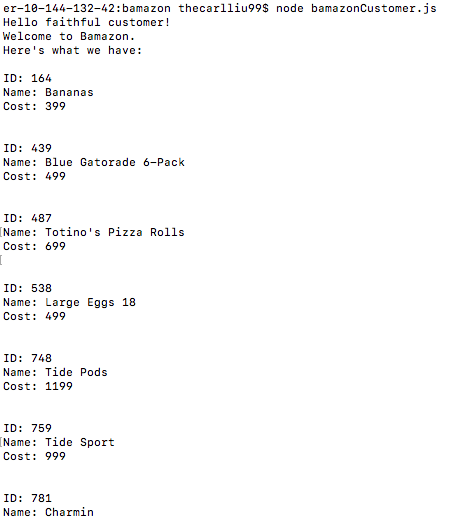 er-10-144-132-42:bamazon thecarlliu99$ node bamazonCustomer.js
Hello faithful customer!
Welcome to Bamazon.
Here's what we have:
ID: 164
Name: Bananas
Cost: 399
ID: 439
Name: Blue Gatorade 6-Pack
Cost: 499
ID: 487
Name: Totino's Pizza Rolls
Cost: 699
ID: 538
Name: Large Eggs 18
Cost: 499
ID: 748
Name: Tide Pods
Cost: 1199
ID: 759
Name: Tide Sport
Cost: 999
ID: 781
Name: Charmin